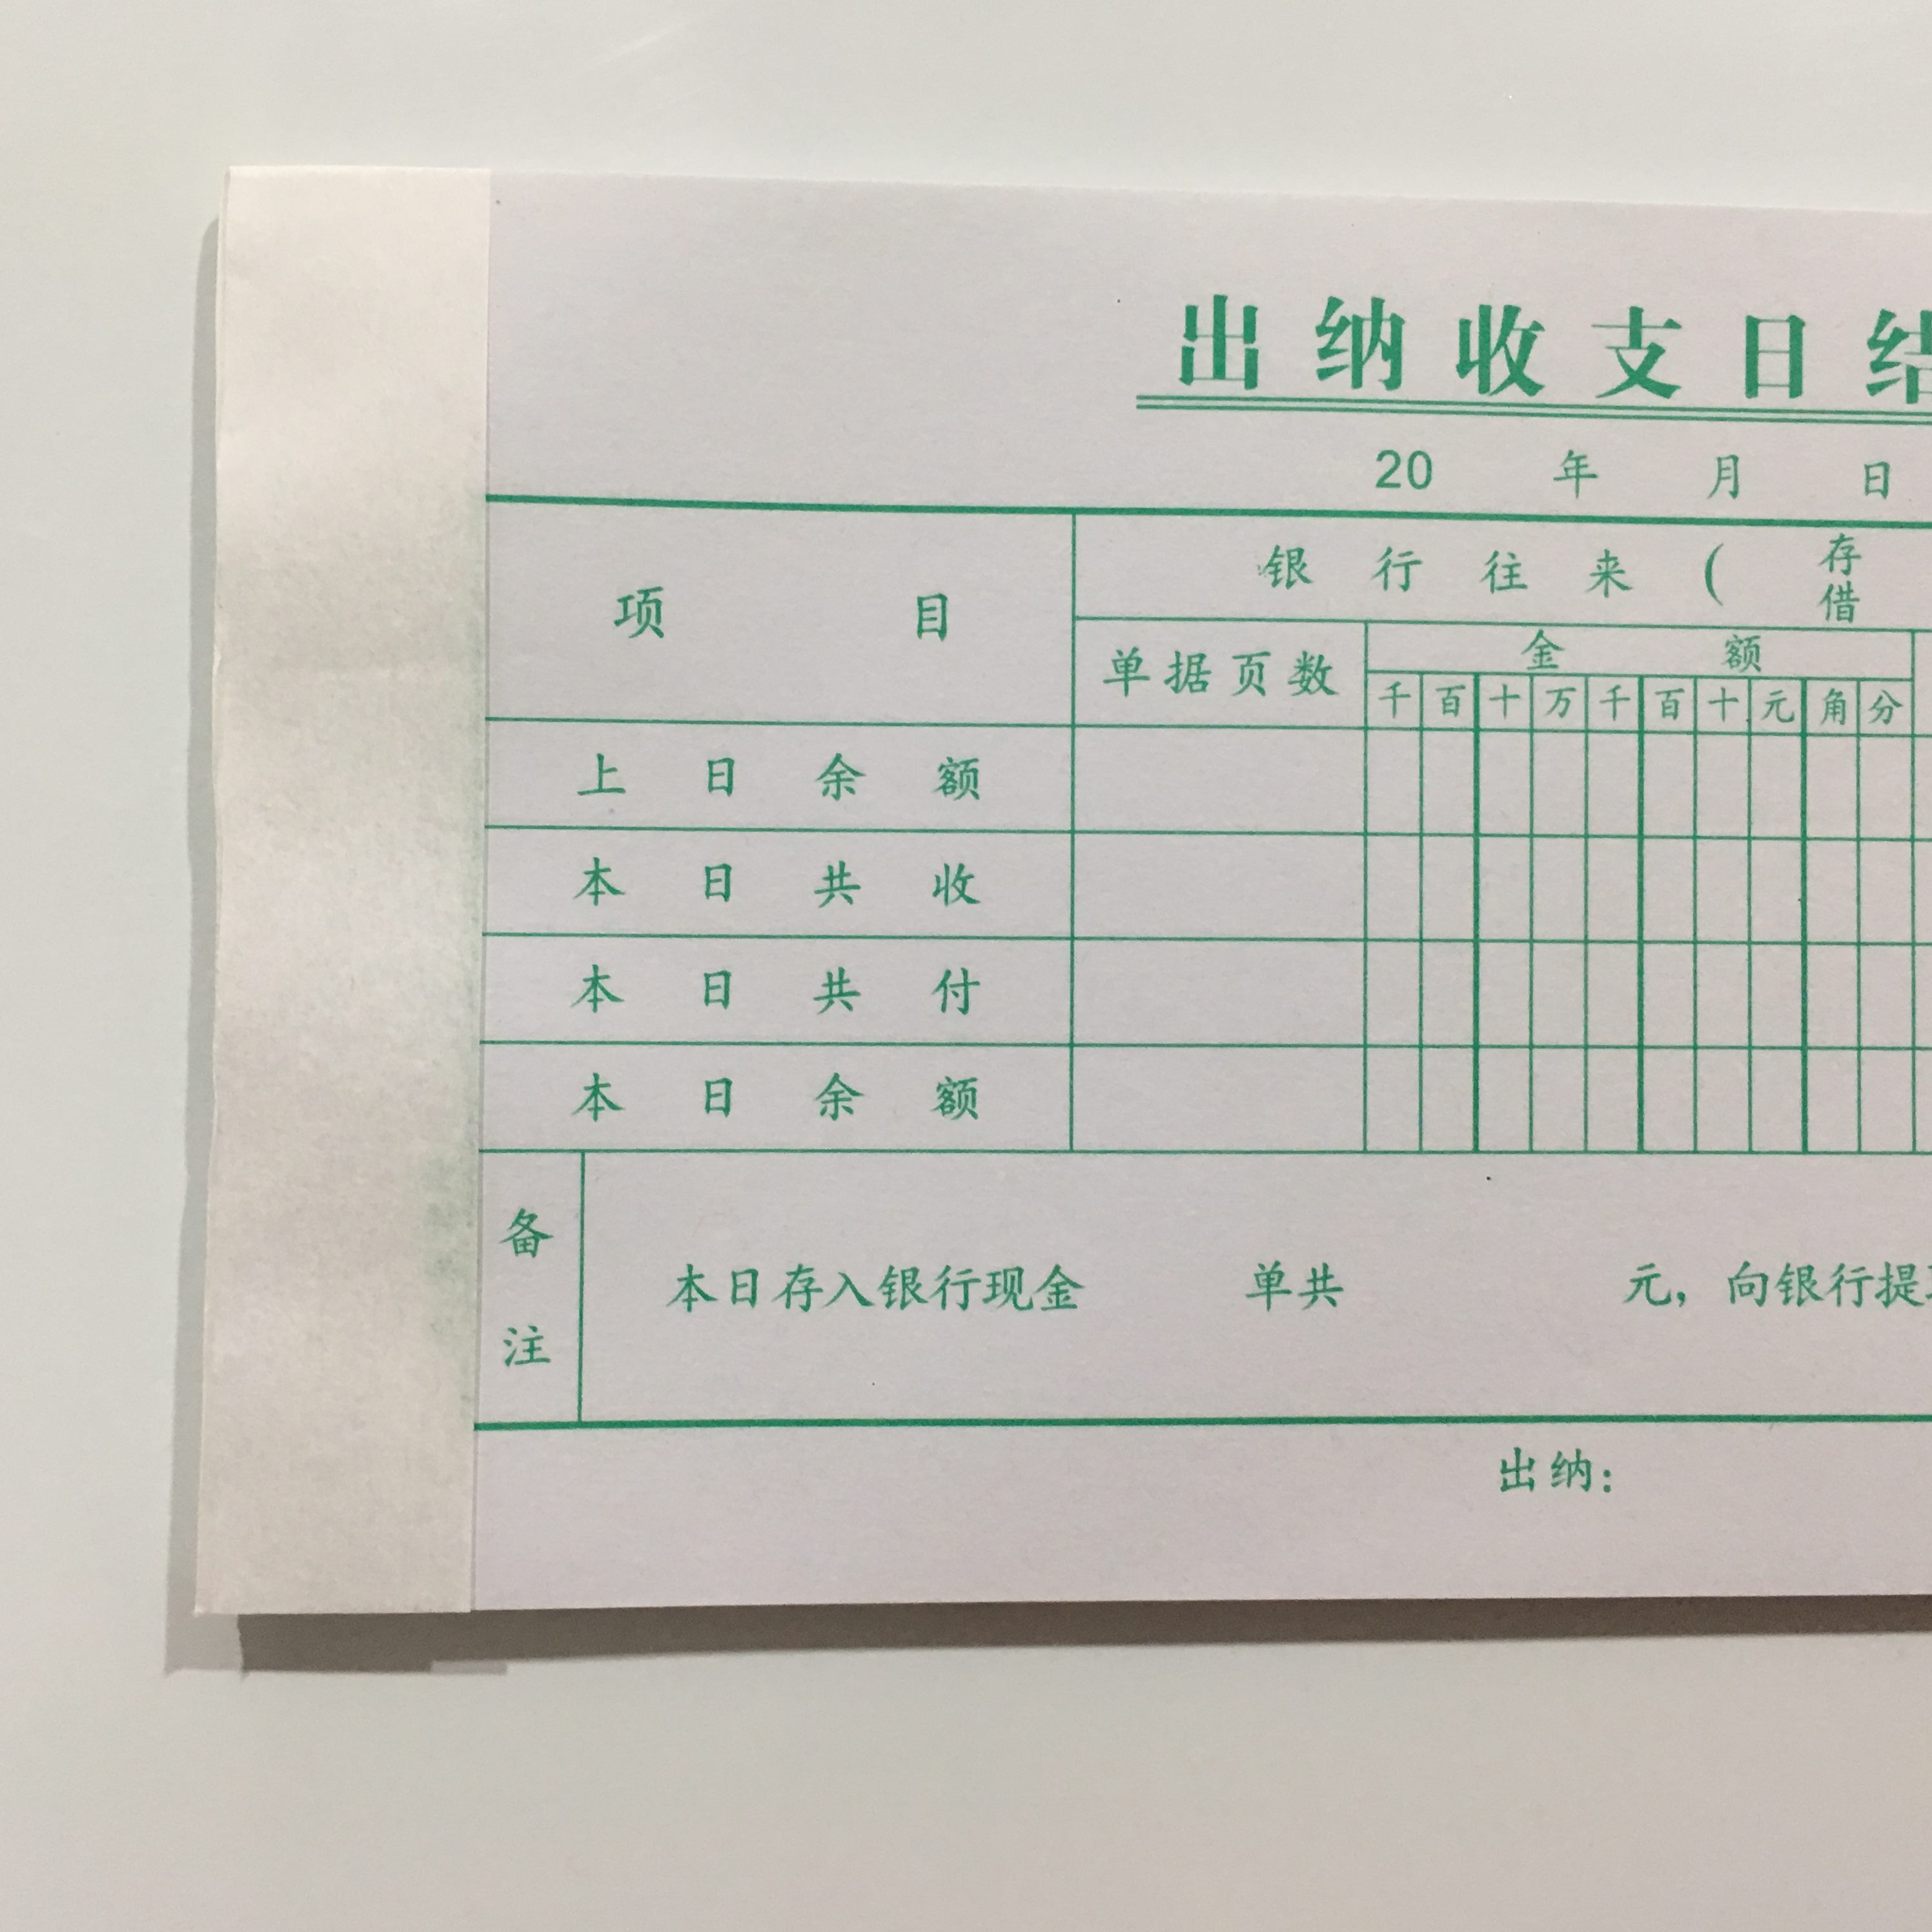 出纳收支日结
20 年 月 日
项 目
银行往来( 存
借
单据页数
金 额
千 百 十 万 千 百 十 元 角 分
上日余额
本日共收
本日共付
本日余额
备注
本日存入银行现金 单共 元，向银行提
出纳：